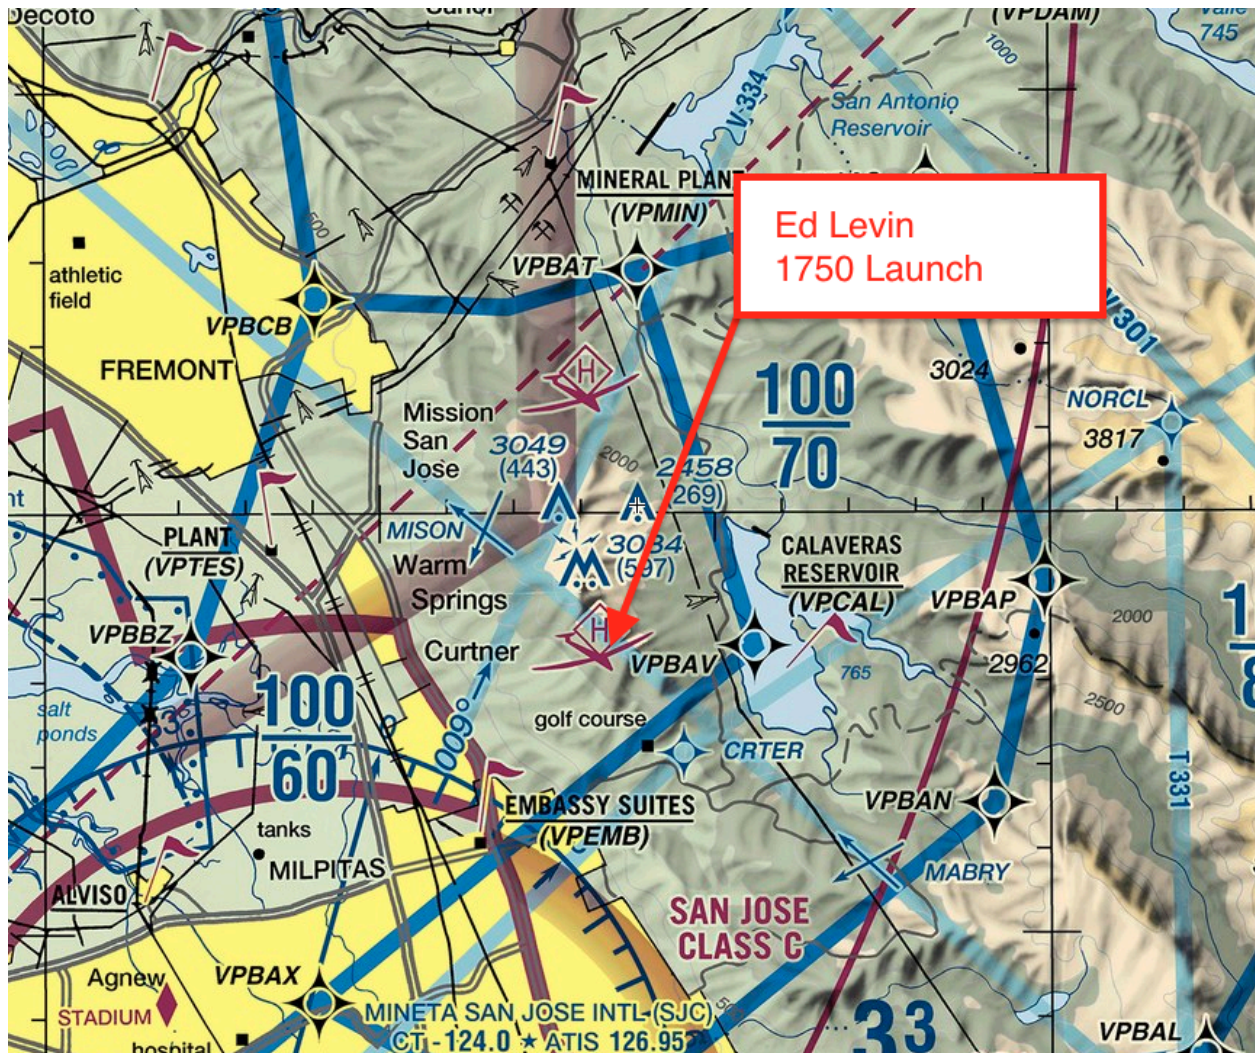 Decoto
Sunol
(VPDAM)
Valle
745
1000
V-334
San Antonio
Reservoir
MINERAL PLANT
(VPMIN)
Ed Levin
1750 Launch
500
VPBAT
athletic
field
VPBCB
V 301
FREMONT
3024
100
70
NORCL
3817
Mission
San
Jose
3049
(443)
2000
2458
(269)
MISON
PLANT
(VPTES)
Warm
Springs
3084
(597)
CALAVERAS
RESERVOIR
(VPCAL)
VPBAP
2000
H
H
VPBBZ
Curtner
VPBAV
765
2962
2500
100
60
salt
ponds
009°
golf course
CRTER
T 331
EMBASSY SUITES
(VPEMB)
VPBAN
tanks
MILPITAS
ALVISO
MABRY
SAN JOSE
CLASS C
Agnew
STADIUM
VPBAX
MINETA SAN JOSE INTL (SJC)
CT - 124.0 ★ ATIS 126.95
hospital
33
VPBAL